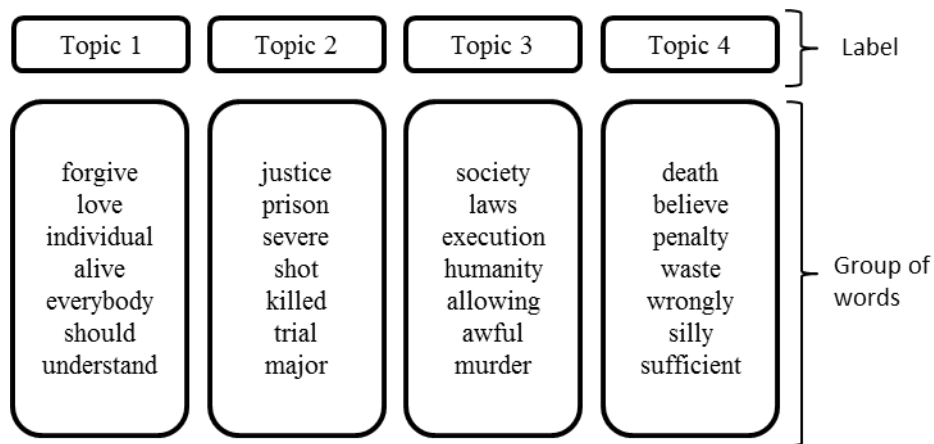 Topic 1
Topic 2
Topic 3
Topic 4
Label
forgive
love
individual
alive
everybody
should
understand
justice
prison
severe
shot
killed
trial
major
society
laws
execution
humanity
allowing
awful
murder
death
believe
penalty
waste
wrongly
silly
sufficient
Group of
words